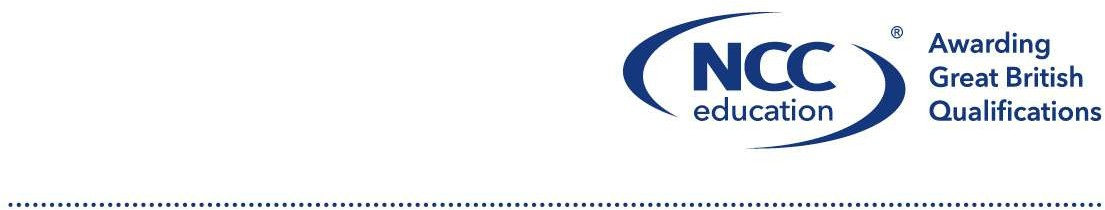 NCC
education
®
Awarding
Great British
Qualifications